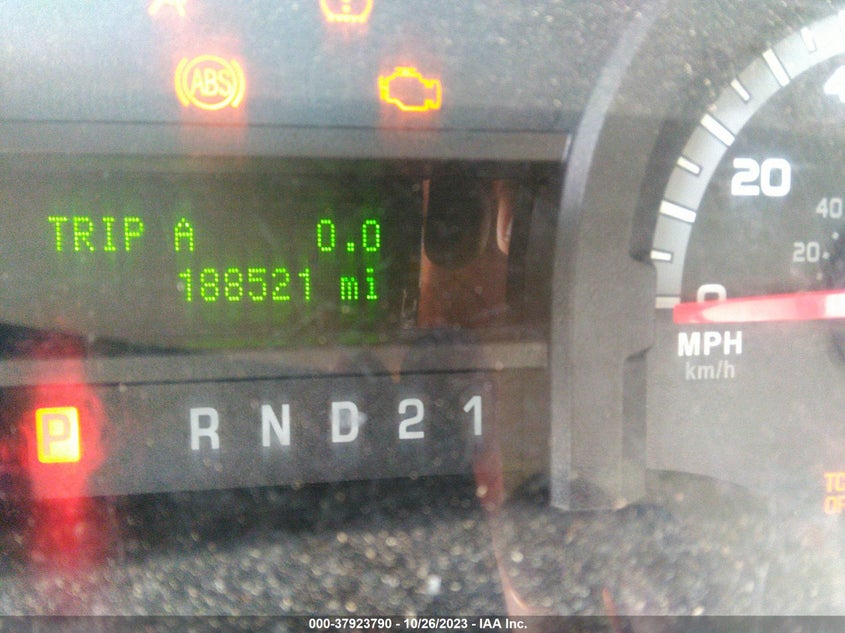 ABS
TRIP A 0.0
188521 mi
P R N D 2 1
20
40
20
0
MPH
km/h
000-37923790 - 10/26/2023 - IAA Inc.